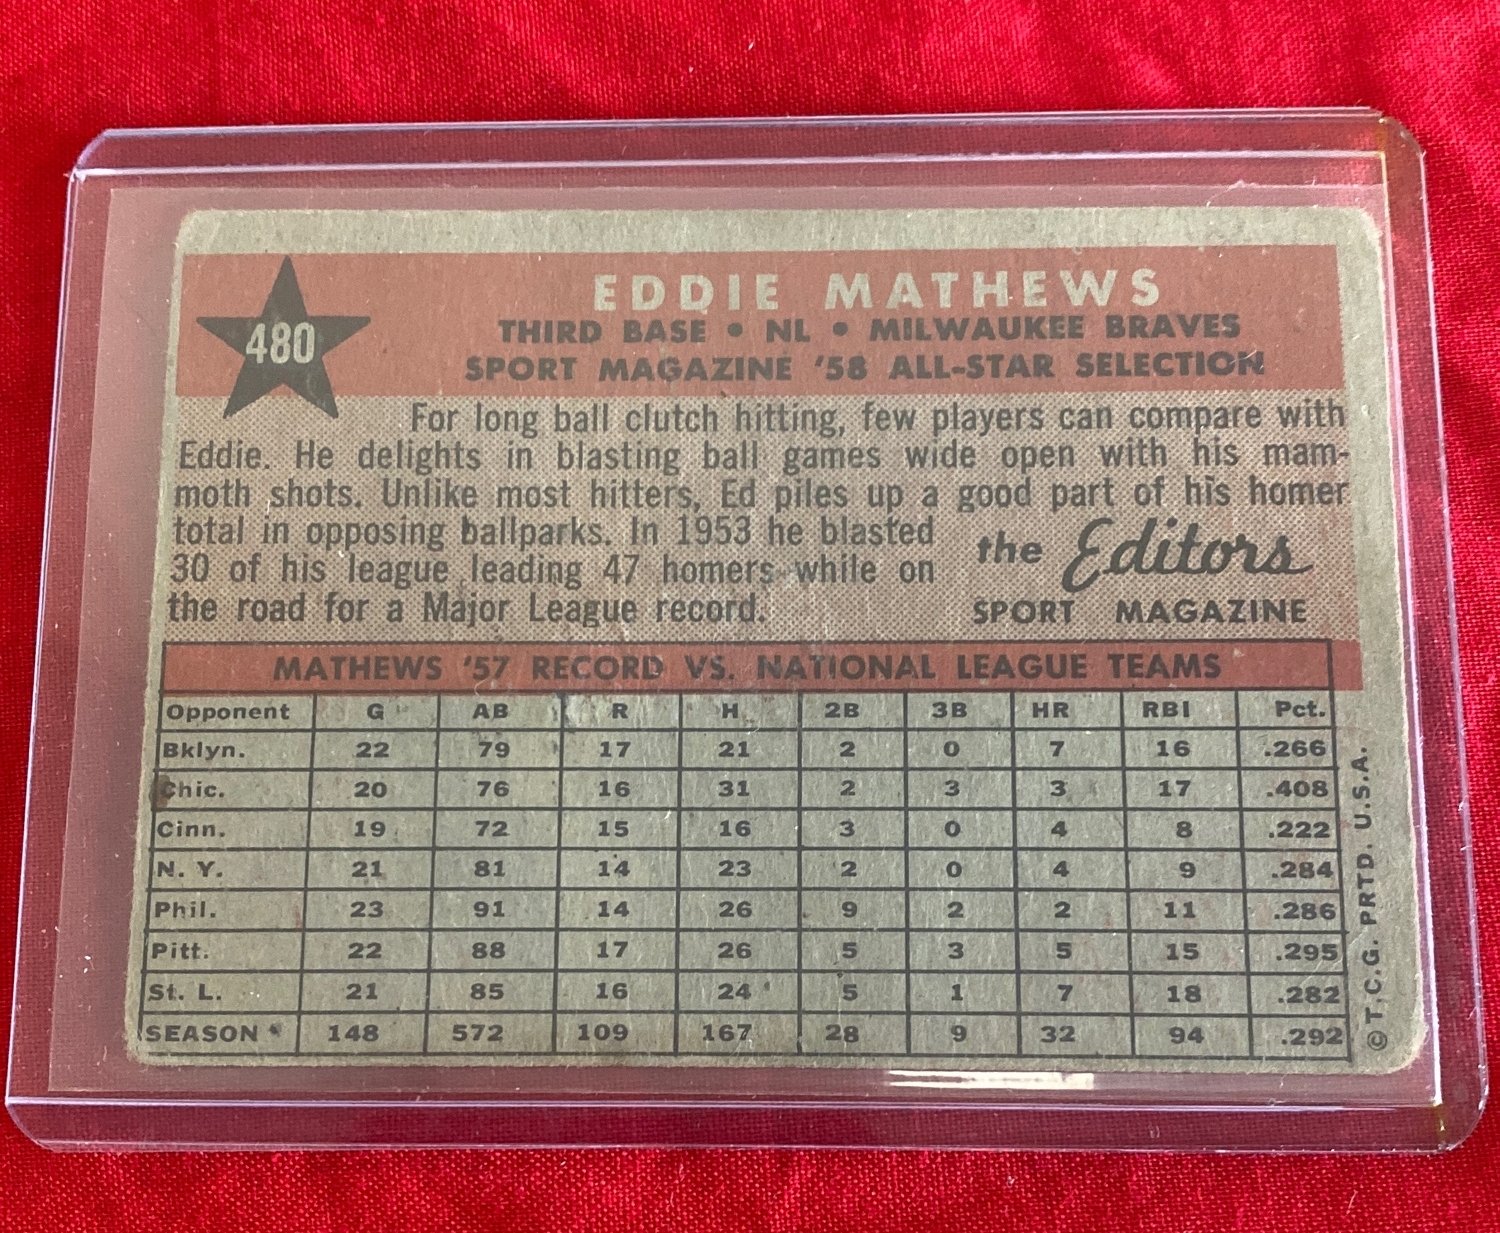 480
EDDIE MATHEWS
THIRD BASE • NL • MILWAUKEE BRAVES
SPORT MAGAZINE '58 ALL-STAR SELECTION
For long ball clutch hitting, few players can compare with
Eddie. He delights in blasting ball games wide open with his mam-
moth shots. Unlike most hitters, Ed piles up a good part of his homer
total in opposing ballparks. In 1953 he blasted
30 of his league leading 47 homers while on
the road for a Major League record.
the Editors
SPORT MAGAZINE
MATHEWS '57 RECORD VS. NATIONAL LEAGUE TEAMS
Opponent G AB R H 2B 3B HR RBI Pct.
Bklyn. 22 79 17 21 2 0 7 16 .266
Chic. 20 76 16 31 2 3 3 17 .408
Cinn. 19 72 15 16 3 0 4 8 .222
N. Y. 21 81 14 23 2 0 4 9 .284
Phil. 23 91 14 26 9 2 2 11 .286
Pitt. 22 88 17 26 5 3 5 15 .295
St. L. 21 85 16 24 5 1 7 18 .282
SEASON 148 572 109 167 28 9 32 94 .292
© T.C.G. PRTD. U.S.A.